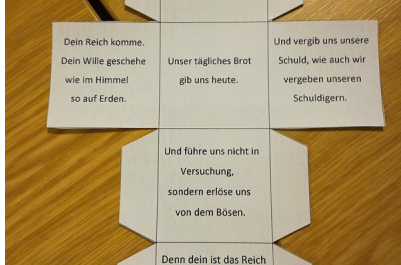 Dein Reich komme.
Dein Wille geschehe
wie im Himmel
so auf Erden.
Unser tägliches Brot
gib uns heute.
Und vergib uns unsere
Schuld, wie auch wir
vergeben unseren
Schuldigern.
Und führe uns nicht in
Versuchung,
sondern erlöse uns
von dem Bösen.
Denn dein ist das Reich